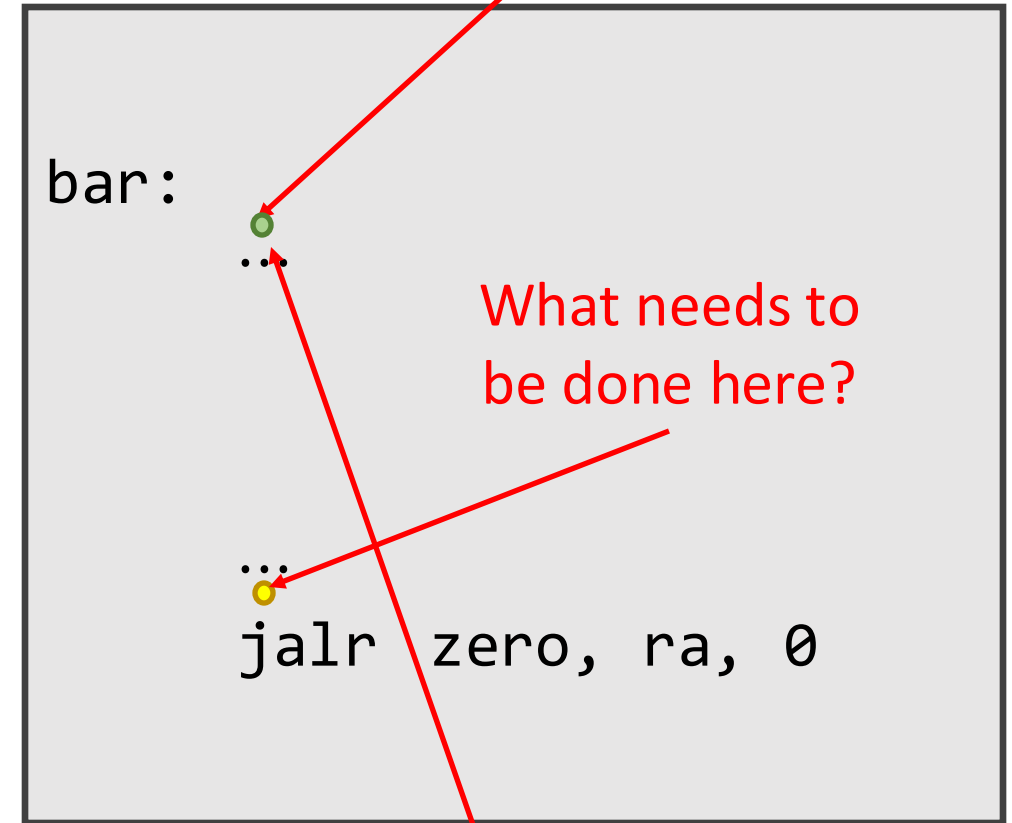 bar:
...
What needs to
be done here?
...
jalr zero, ra, 0